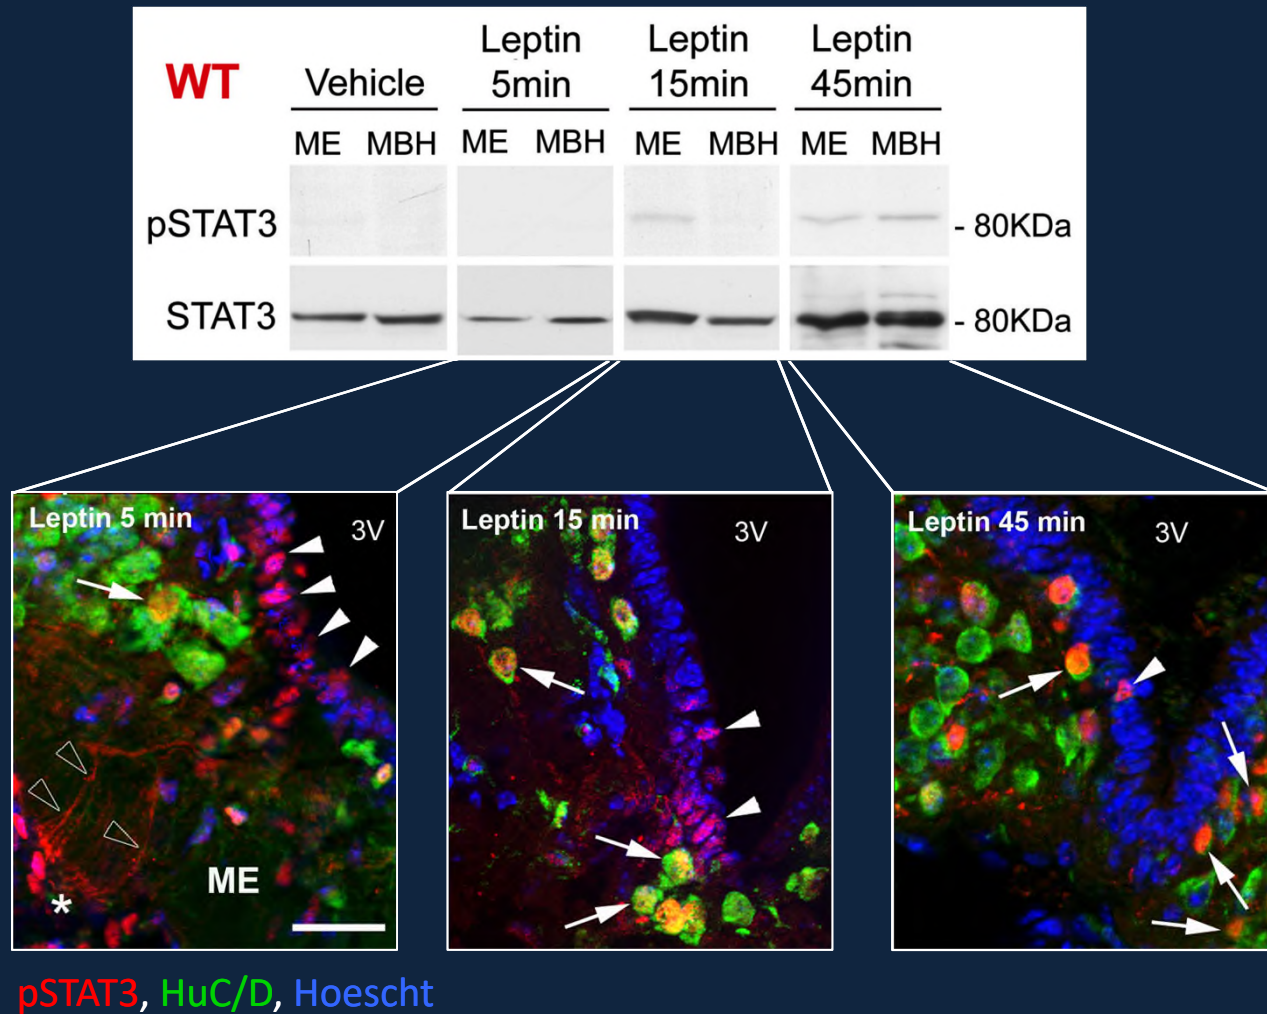 WT
Vehicle
Leptin 5min
Leptin 15min
Leptin 45min
ME MBH ME MBH ME MBH ME MBH
pSTAT3
- 80KDa
STAT3
- 80KDa
Leptin 5 min
3V
ME
*
Leptin 15 min
3V
Leptin 45 min
3V
pSTAT3, HuC/D, Hoescht